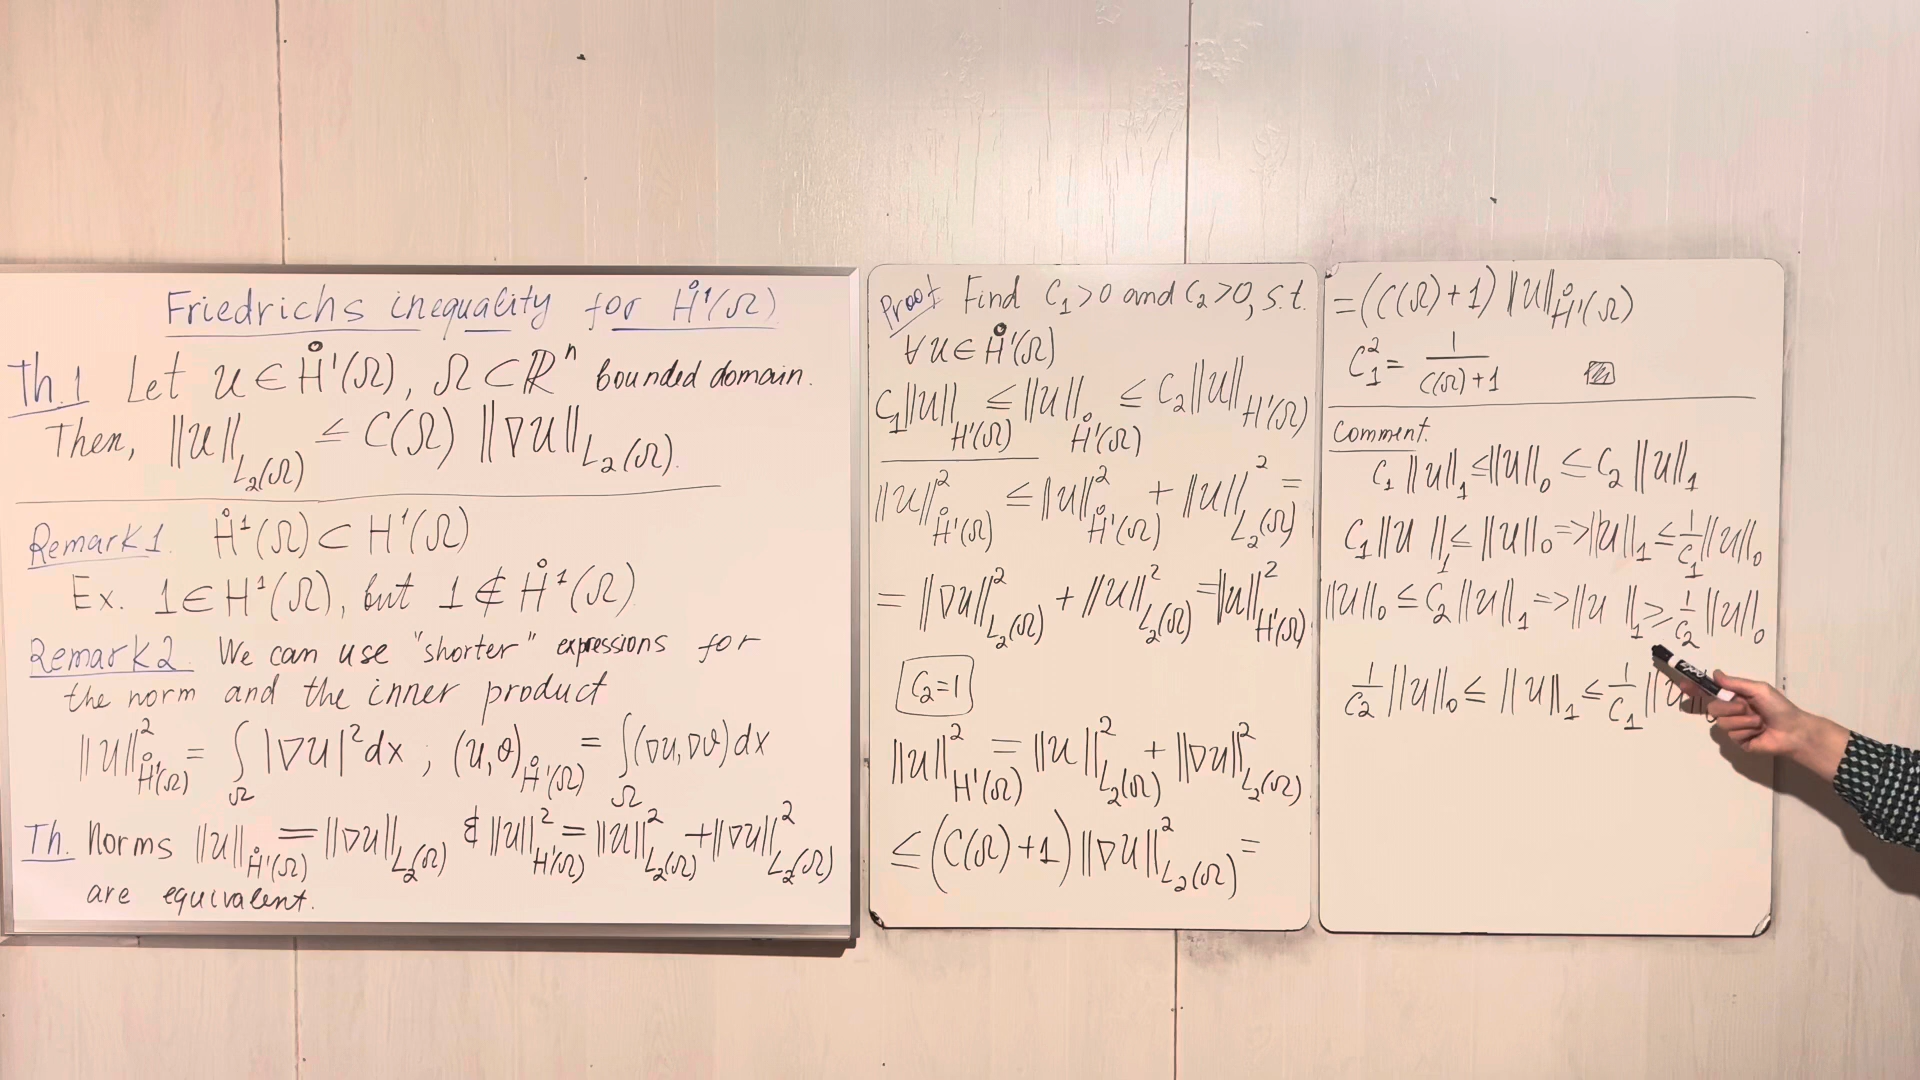 Friedrichs inequality for H̊¹(Ω)
Th.1 Let u ∈ H̊¹(Ω), Ω ⊂ ℝⁿ bounded domain.
Then, ||u||_{L₂(Ω)} ≤ C(Ω) ||∇u||_{L₂(Ω)}.
Remark 1. H̊¹(Ω) ⊂ H¹(Ω)
Ex. 1 ∈ H¹(Ω), but 1 ∉ H̊¹(Ω)
Remark 2. We can use "shorter" expressions for
the norm and the inner product
||u||²_{H̊¹(Ω)} = ∫_Ω |∇u|² dx ; (u,ϑ)_{H̊¹(Ω)} = ∫_Ω (∇u,∇ϑ) dx
Th. Norms ||u||_{H̊¹(Ω)} = ||∇u||_{L₂(Ω)} & ||u||²_{H¹(Ω)} = ||u||²_{L₂(Ω)} + ||∇u||²_{L₂(Ω)}
are equivalent.
Proof Find C₁>0 and C₂>0, s.t.
∀u ∈ H̊¹(Ω)
C₁||u||_{H¹(Ω)} ≤ ||u||_{H̊¹(Ω)} ≤ C₂||u||_{H¹(Ω)}
||u||²_{H̊¹(Ω)} ≤ ||u||²_{H̊¹(Ω)} + ||u||²_{L₂(Ω)} =
= ||∇u||²_{L₂(Ω)} + ||u||²_{L₂(Ω)} = ||u||²_{H¹(Ω)}
C₂=1
||u||²_{H¹(Ω)} = ||u||²_{L₂(Ω)} + ||∇u||²_{L₂(Ω)}
≤ (C(Ω)+1) ||∇u||²_{L₂(Ω)} =
= (C(Ω)+1) ||u||_{H̊¹(Ω)}
C₁² = 1/(C(Ω)+1)
Comment.
C₁||u||₁ ≤ ||u||₀ ≤ C₂||u||₁
C₁||u||₁ ≤ ||u||₀ => ||u||₁ ≤ 1/C₁ ||u||₀
||u||₀ ≤ C₂||u||₁ => ||u||₁ ≥ 1/C₂ ||u||₀
1/C₂ ||u||₀ ≤ ||u||₁ ≤ 1/C₁ ||u||₀